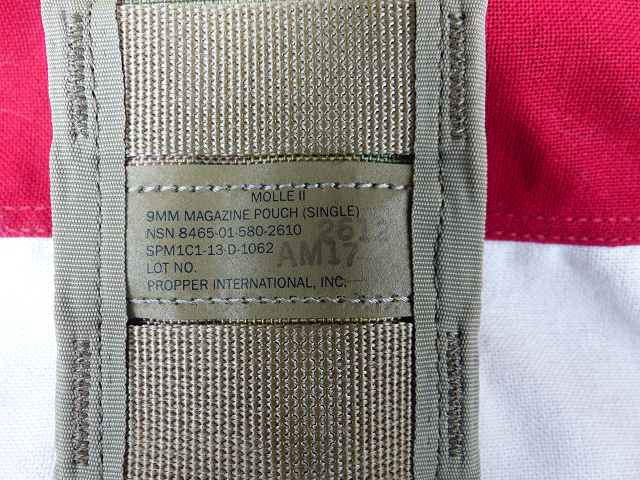 MOLLE II
9MM MAGAZINE POUCH (SINGLE)
NSN 8465-01-580-2610
2612
SPM1C1-13-D-1062
LOT NO. AM17
PROPPER INTERNATIONAL, INC.